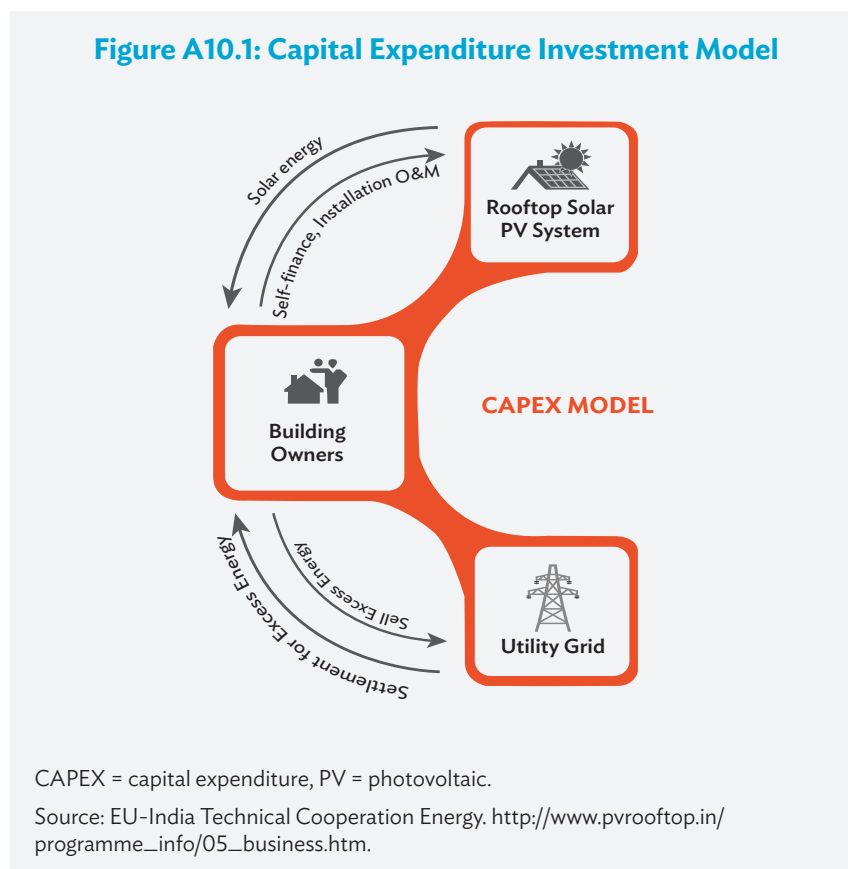 Figure A10.1: Capital Expenditure Investment Model
Solar energy
Self-finance, Installation O&M
Rooftop Solar
PV System
Building
Owners
CAPEX MODEL
Sell Excess Energy
Settlement for Excess Energy
Utility Grid
CAPEX = capital expenditure, PV = photovoltaic.
Source: EU-India Technical Cooperation Energy. http://www.pvrooftop.in/
programme_info/05_business.htm.